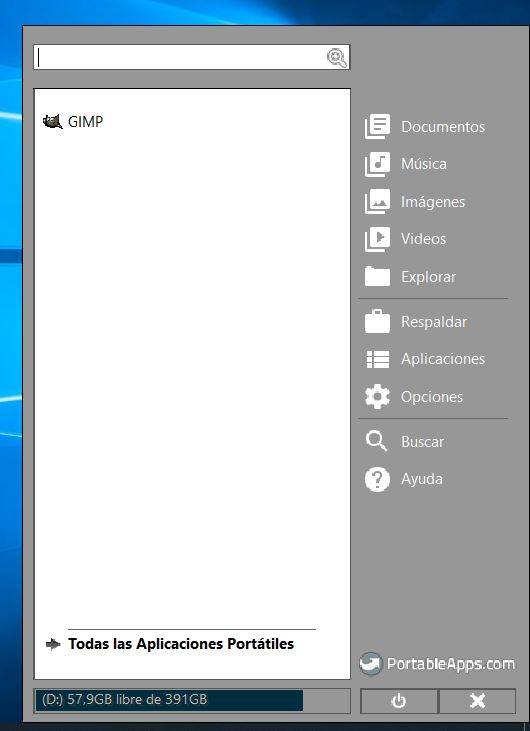 GIMP
Todas las Aplicaciones Portátiles
(D:) 57,9GB libre de 391GB
Documentos
Música
Imágenes
Videos
Explorar
Respaldar
Aplicaciones
Opciones
Buscar
Ayuda
PortableApps.com